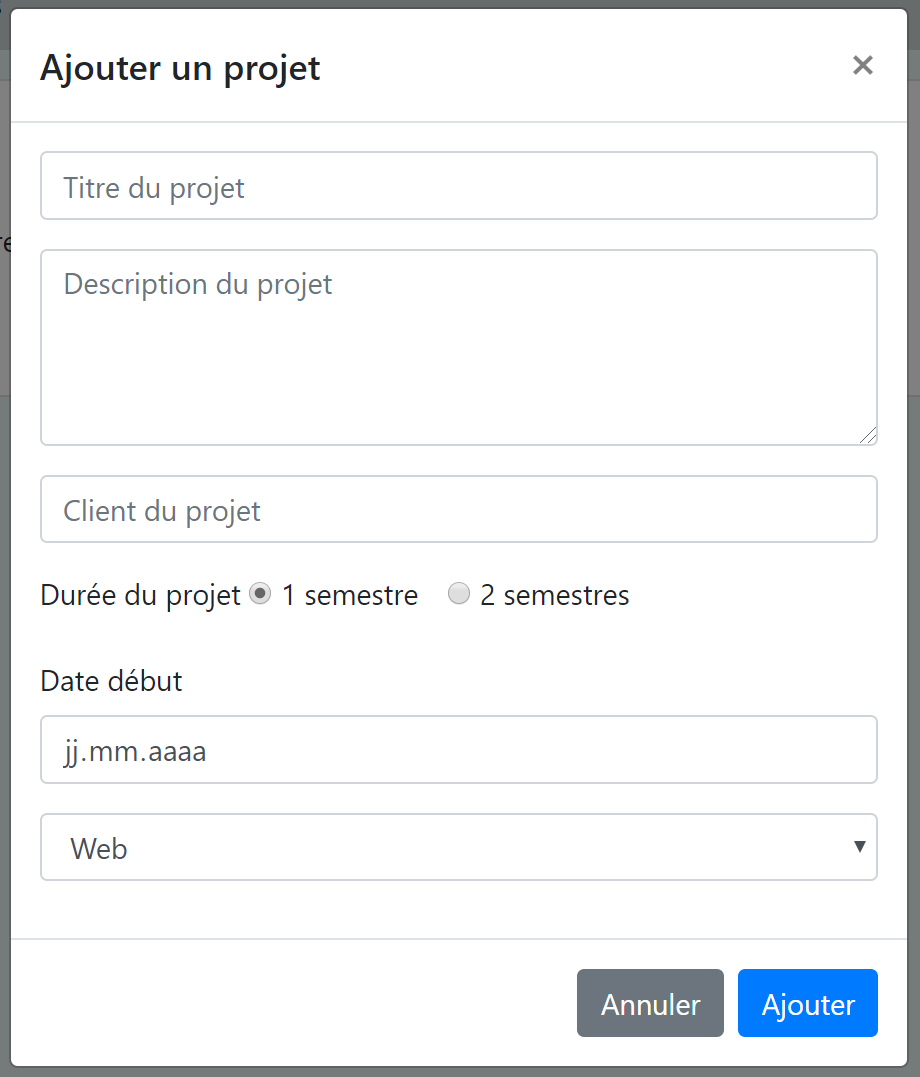 Ajouter un projet ×
Titre du projet
Description du projet
Client du projet
Durée du projet 1 semestre 2 semestres
Date début
jj.mm.aaaa
Web
Annuler Ajouter